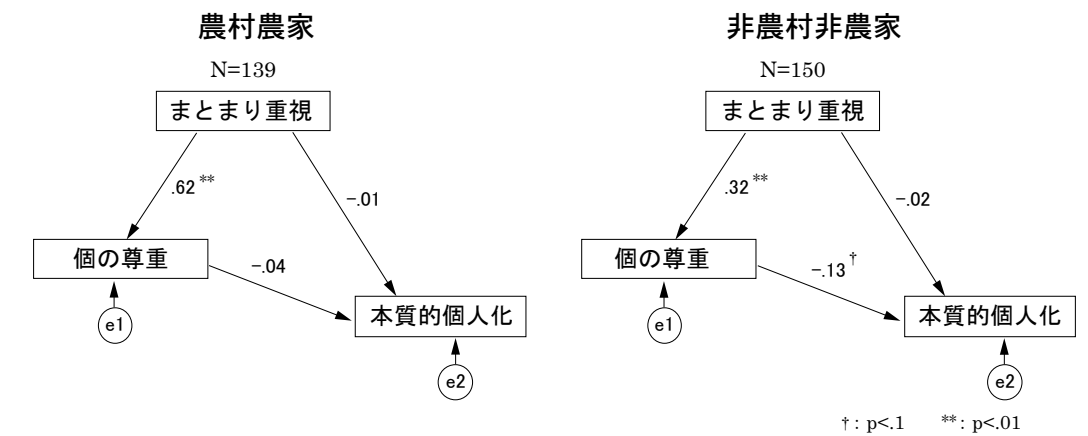 農村農家
N=139
まとまり重視
.62 **
-.01
個の尊重
-.04
本質的個人化
e1
e2
非農村非農家
N=150
まとまり重視
.32 **
-.02
個の尊重
-.13 †
本質的個人化
e1
e2
†: p<.1 **: p<.01